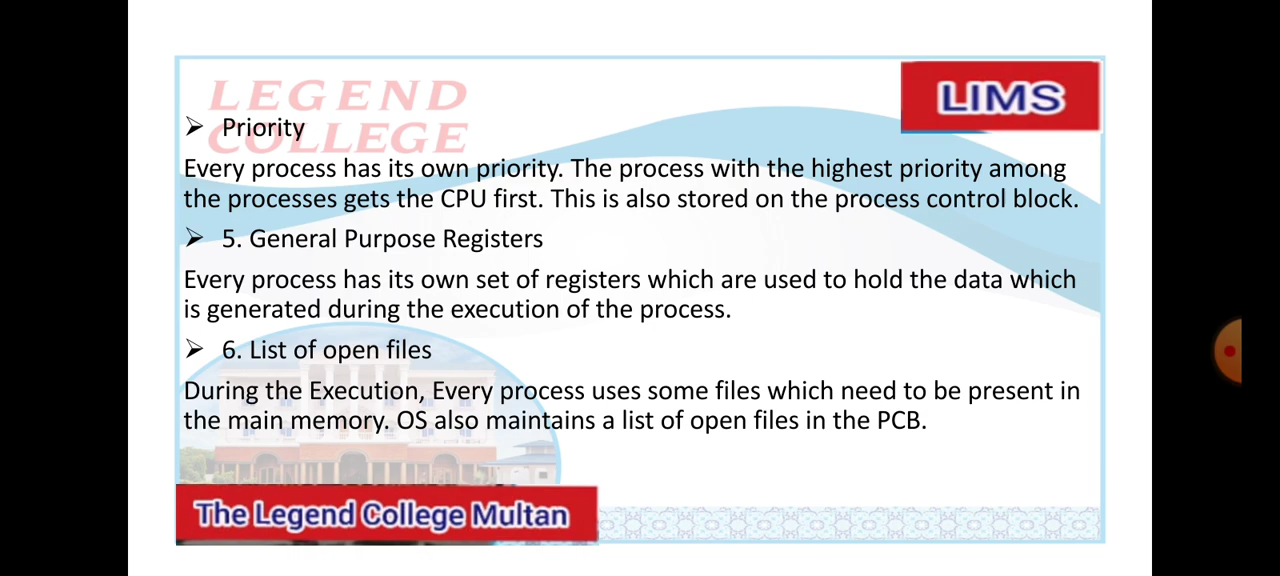 LEGEND
COLLEGE
LIMS
➢ Priority
Every process has its own priority. The process with the highest priority among
the processes gets the CPU first. This is also stored on the process control block.
➢ 5. General Purpose Registers
Every process has its own set of registers which are used to hold the data which
is generated during the execution of the process.
➢ 6. List of open files
During the Execution, Every process uses some files which need to be present in
the main memory. OS also maintains a list of open files in the PCB.
The Legend College Multan